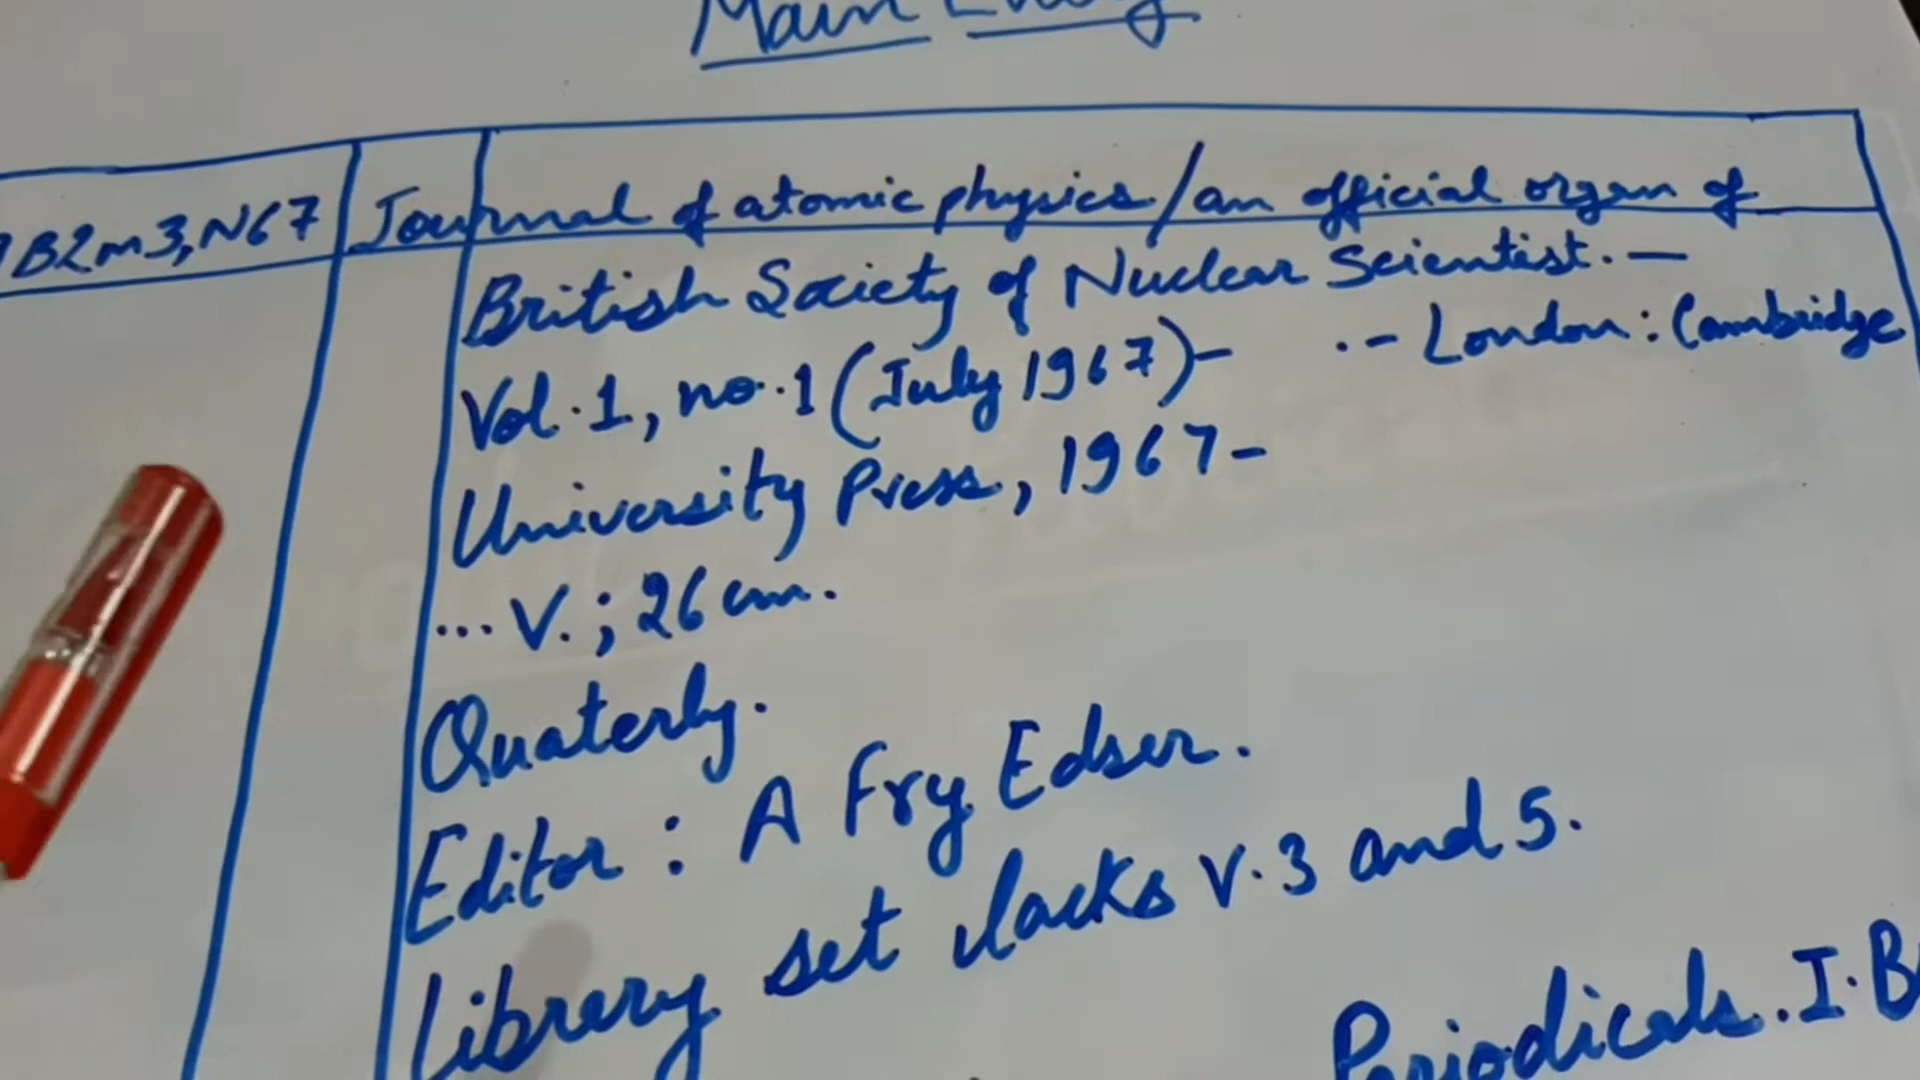 Main Entry
B2m3,N67
Journal of atomic physics / an official organ of
British Society of Nuclear Scientist. —
Vol. 1, no. 1 (July 1967)- .- London : Cambridge
University Press, 1967-
... V. ; 26 cm.
Quaterly.
Editor : A Fry Edser.
Library set lacks v. 3 and 5.
Periodicals. I. B